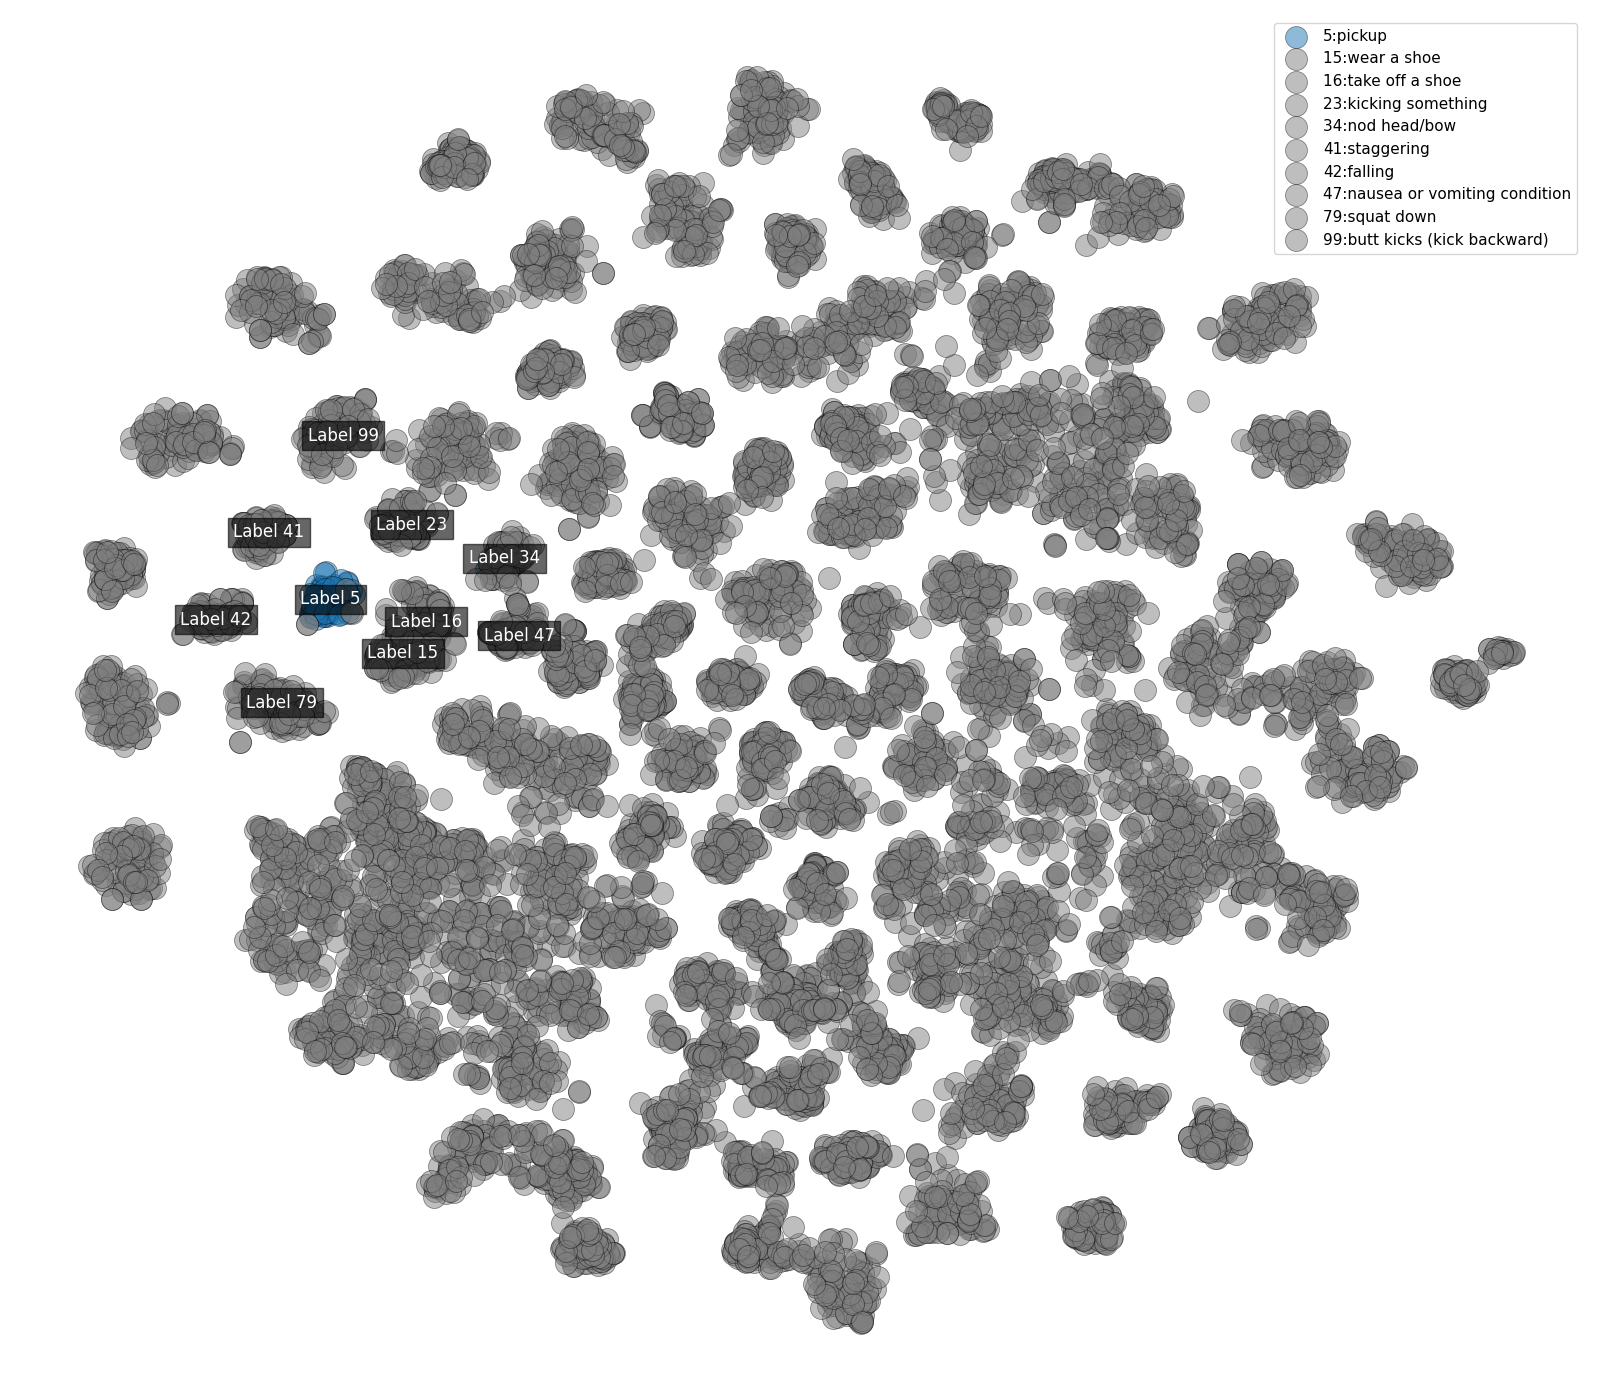 5:pickup
15:wear a shoe
16:take off a shoe
23:kicking something
34:nod head/bow
41:staggering
42:falling
47:nausea or vomiting condition
79:squat down
99:butt kicks (kick backward)
Label 99
Label 23
Label 41
Label 34
Label 5
Label 42
Label 16
Label 47
Label 15
Label 79